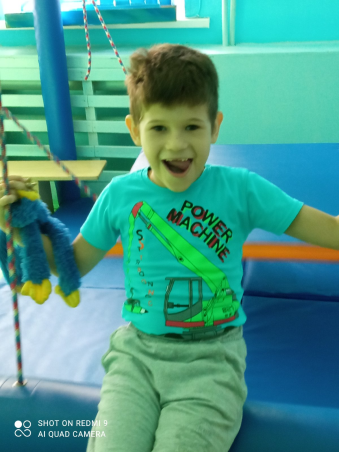 POWER
MACHINE
SHOT ON REDMI 9
AI QUAD CAMERA